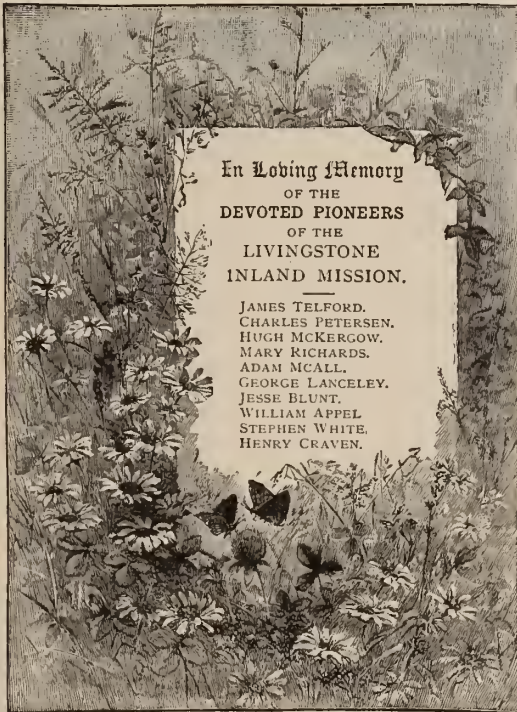 In Loving Memory
OF THE
DEVOTED PIONEERS
OF THE
LIVINGSTONE
INLAND MISSION.
JAMES TELFORD.
CHARLES PETERSEN.
HUGH McKERGOW.
MARY RICHARDS.
ADAM MCALL.
GEORGE LANCELEY.
JESSE BLUNT.
WILLIAM APPEL
STEPHEN WHITE.
HENRY CRAVEN.